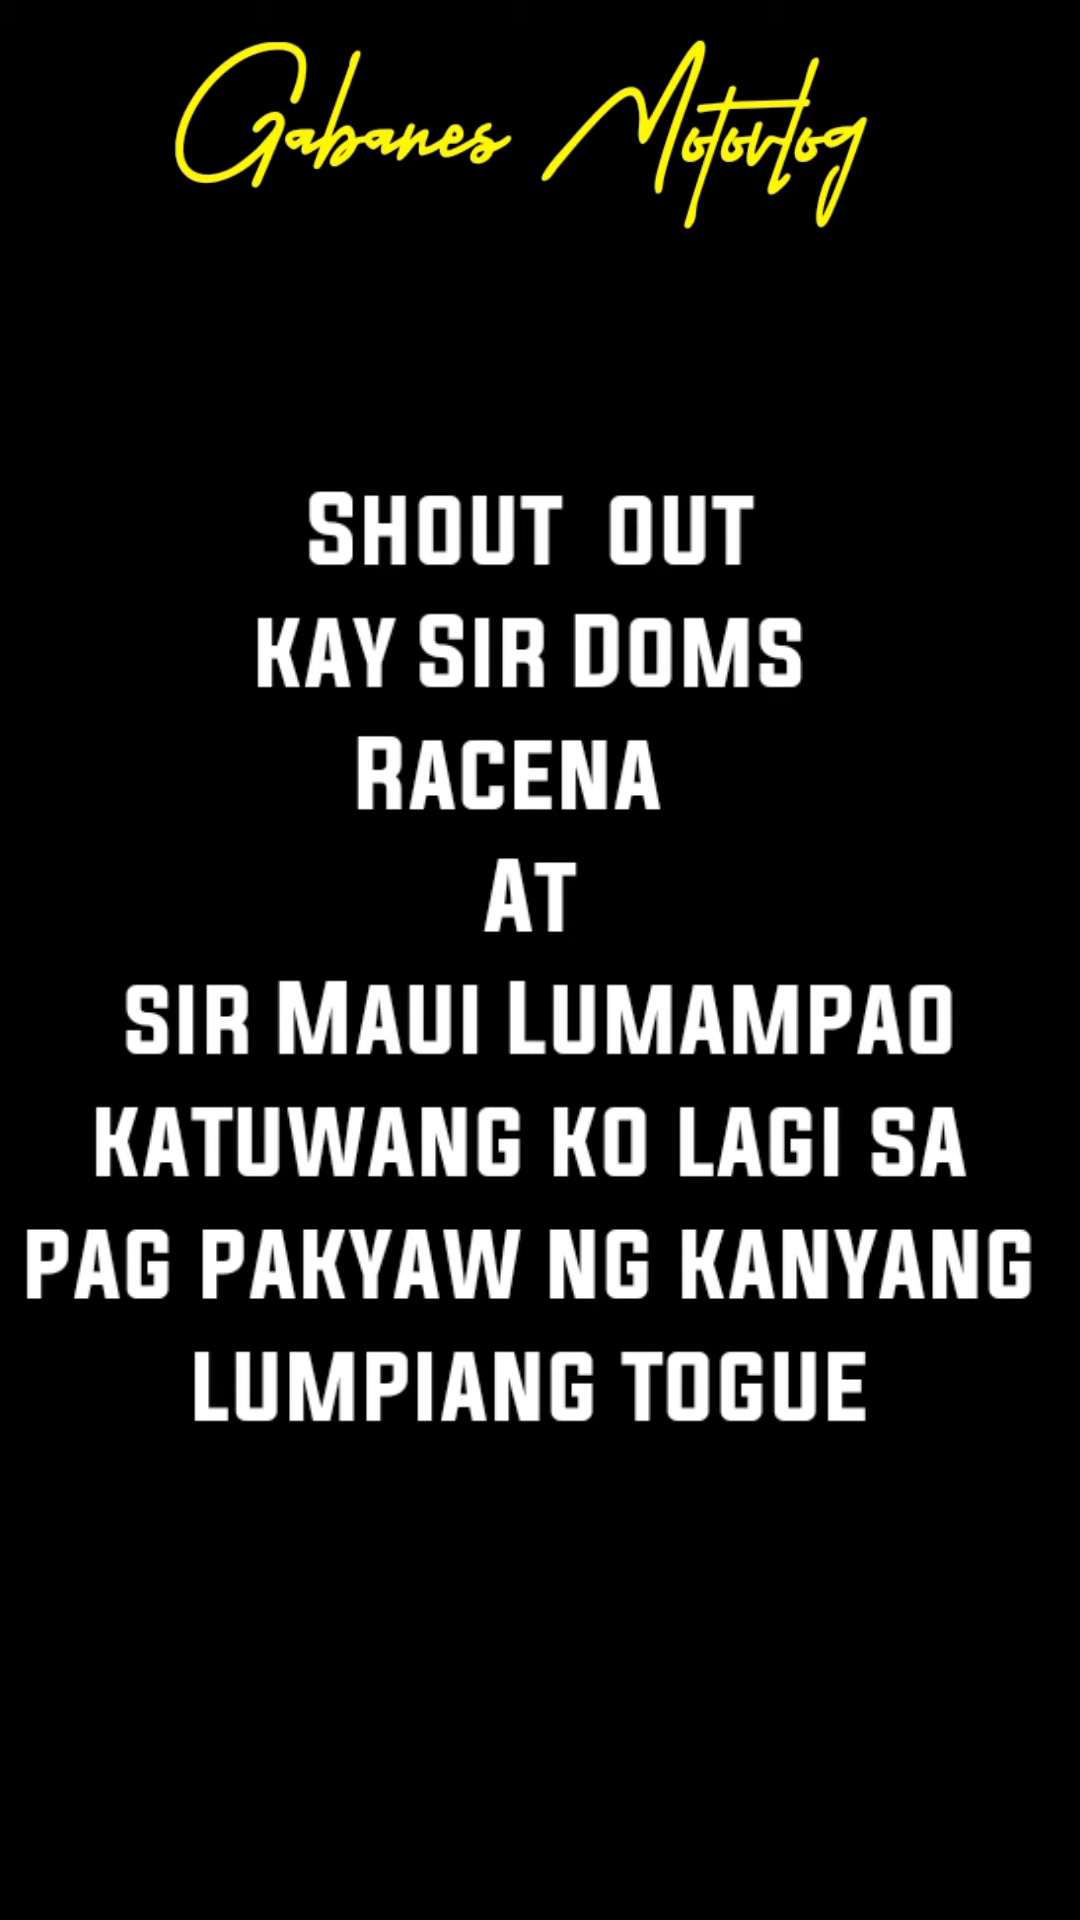 Gabanes Motovlog
Shout out
kay Sir Doms
Racena
At
sir Maui Lumampao
katuwang ko lagi sa
pag pakyaw ng kanyang
lumpiang togue